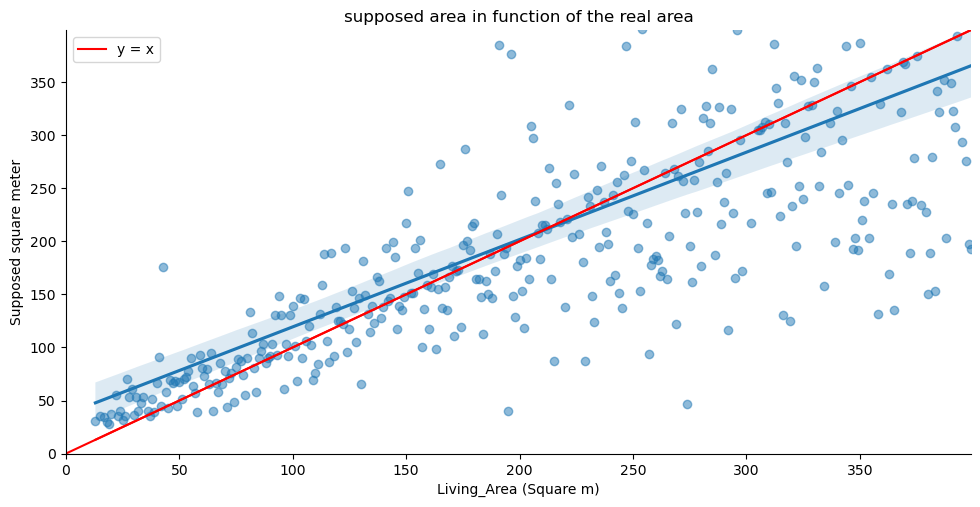 supposed area in function of the real area
y = x
350
300
250
200
150
100
50
0
Supposed square meter
0 50 100 150 200 250 300 350
Living_Area (Square m)